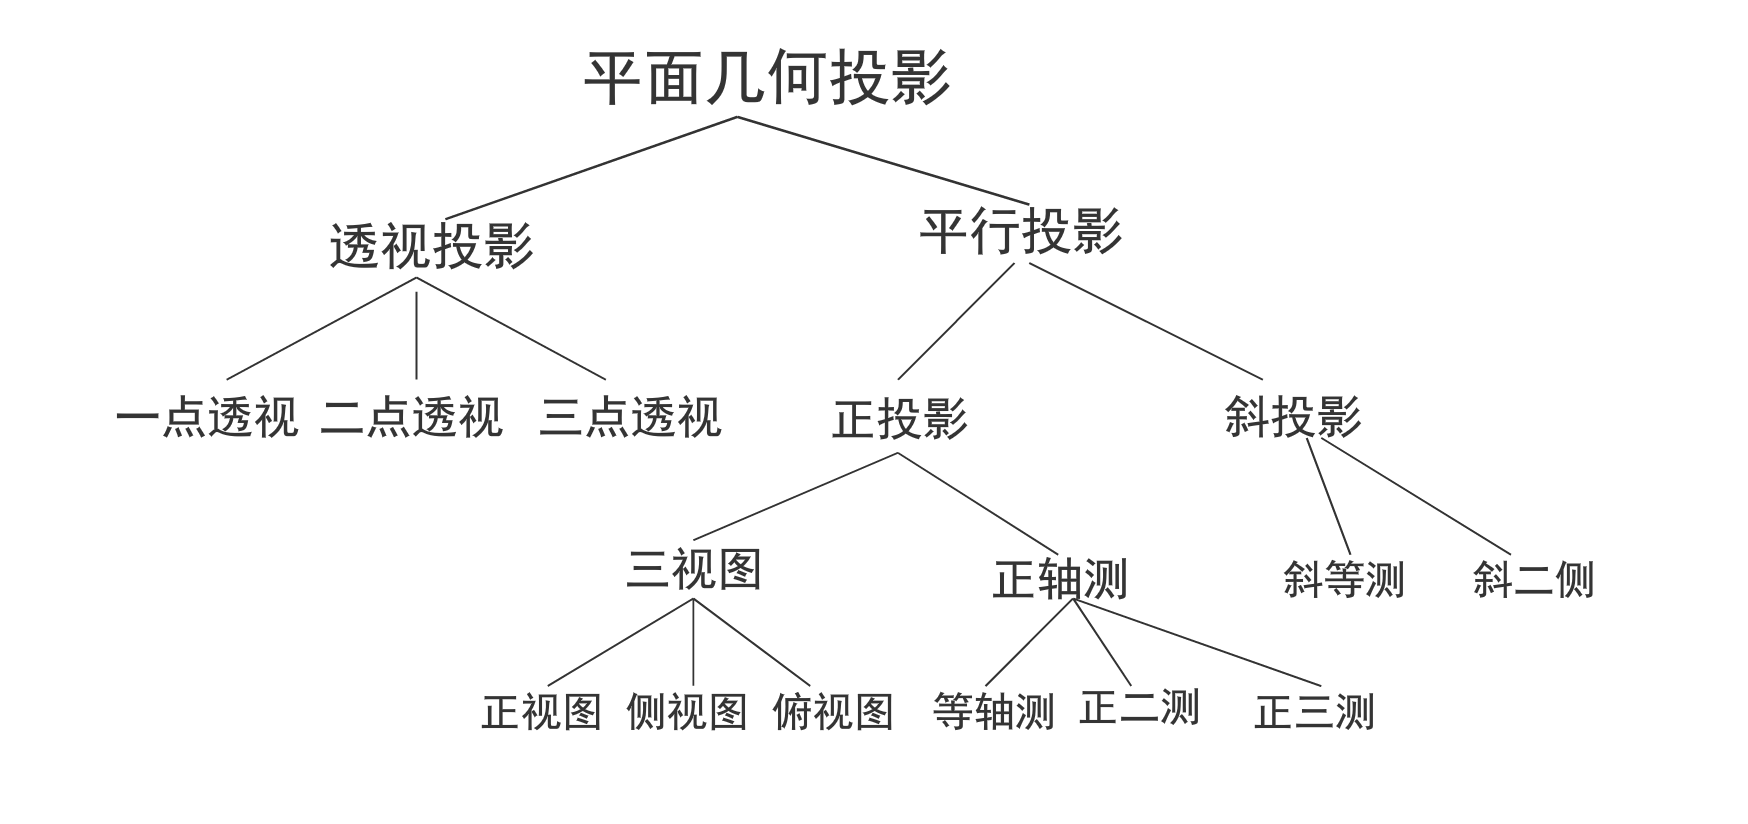 平面几何投影
透视投影
平行投影
一点透视
二点透视
三点透视
正投影
斜投影
三视图
正轴测
斜等测
斜二侧
正视图
侧视图
俯视图
等轴测
正二测
正三测